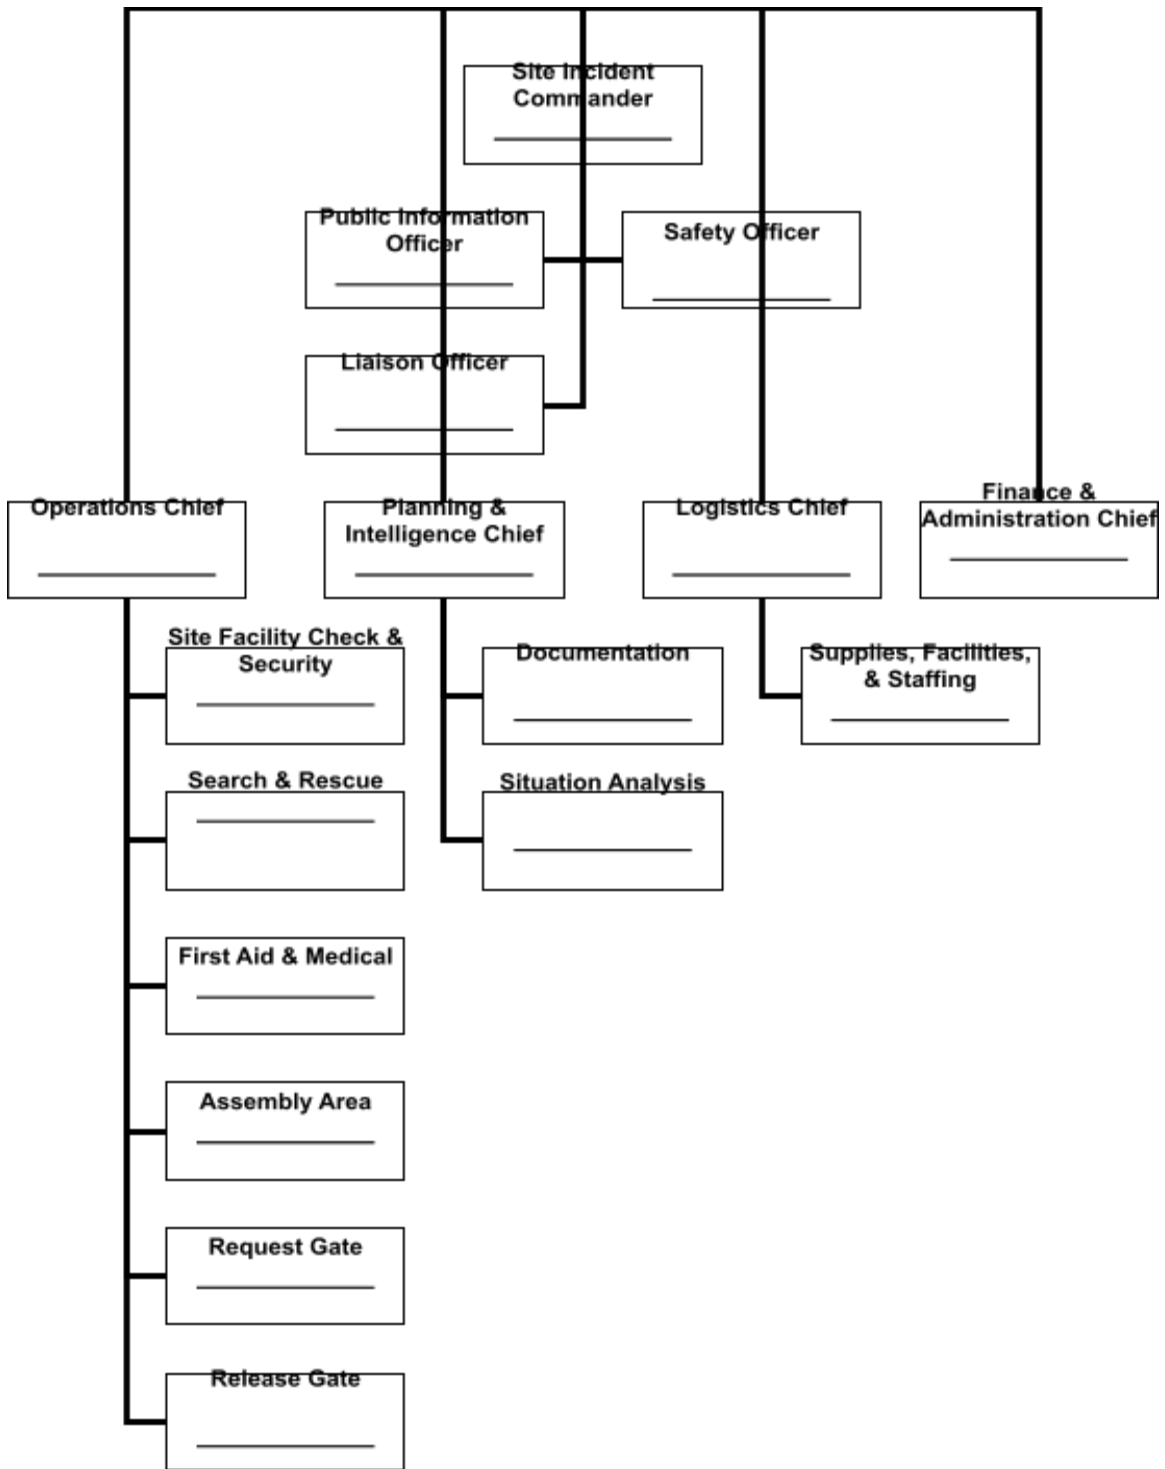 Site Incident
Commander
Public Information
Officer
Safety Officer
Liaison Officer
Operations Chief
Planning &
Intelligence Chief
Logistics Chief
Finance &
Administration Chief
Site Facility Check &
Security
Documentation
Supplies, Facilities,
& Staffing
Search & Rescue
Situation Analysis
First Aid & Medical
Assembly Area
Request Gate
Release Gate